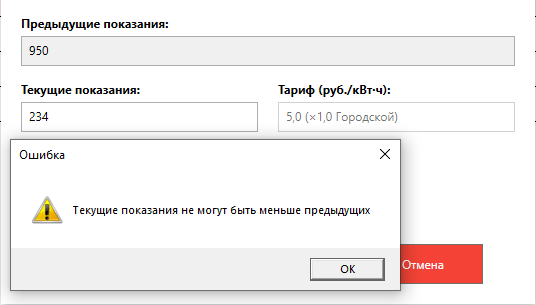 Предыдущие показания:
950
Текущие показания:
Тариф (руб./кВт·ч):
234
5,0 (×1,0 Городской)
Ошибка
Текущие показания не могут быть меньше предыдущих
OK
Отмена